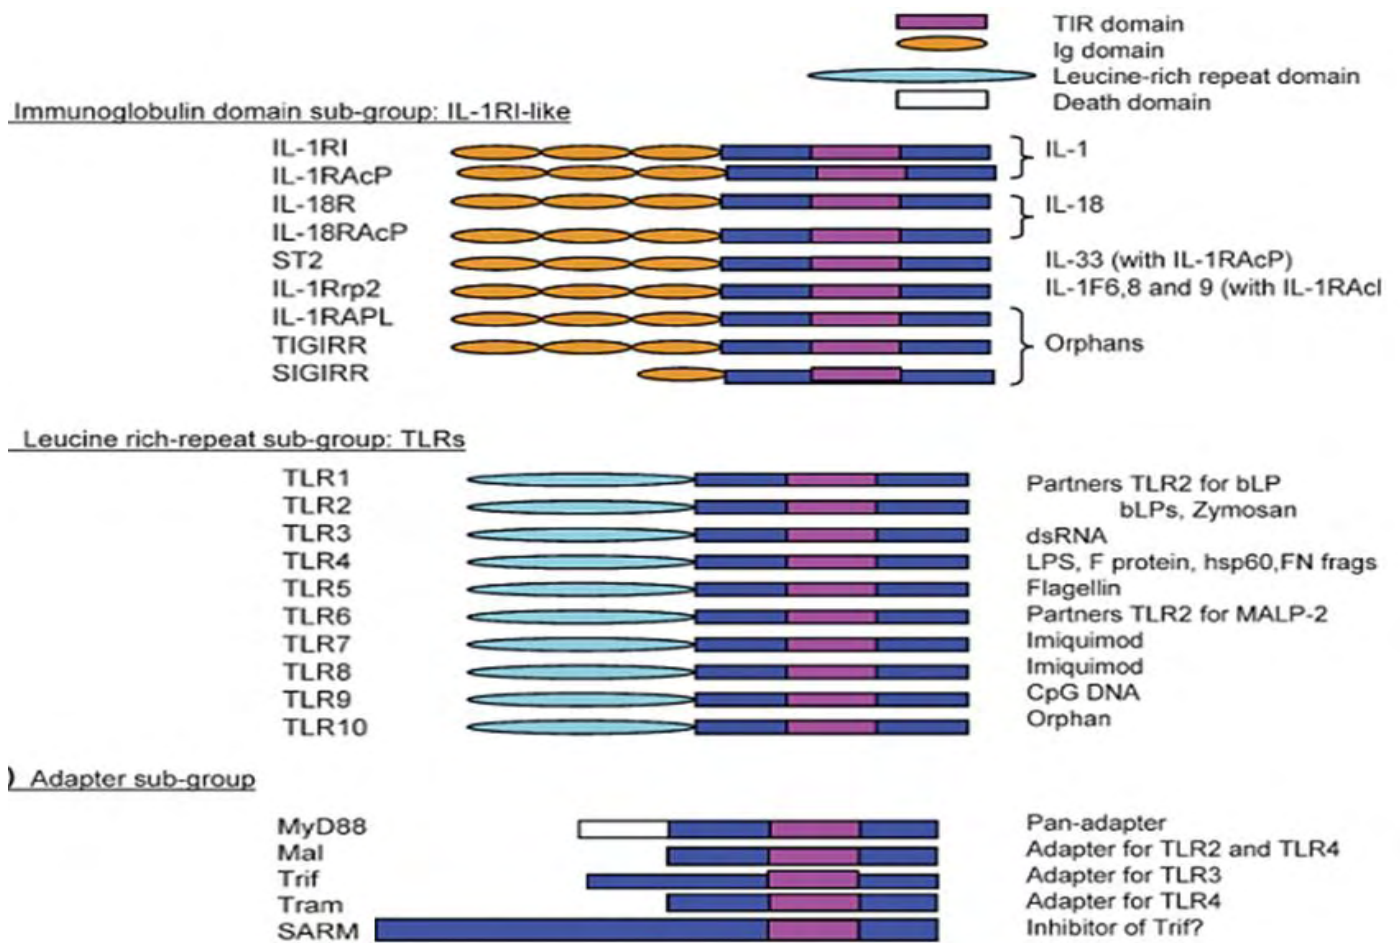 TIR domain
Ig domain
Leucine-rich repeat domain
Death domain
Immunoglobulin domain sub-group: IL-1RI-like
IL-1RI
IL-1
IL-1RAcP
IL-18R
IL-18
IL-18RAcP
ST2
IL-33 (with IL-1RAcP)
IL-1Rrp2
IL-1F6,8 and 9 (with IL-1RAcl
IL-1RAPL
TIGIRR
Orphans
SIGIRR
Leucine rich-repeat sub-group: TLRs
TLR1
Partners TLR2 for bLP
TLR2
bLPs, Zymosan
TLR3
dsRNA
TLR4
LPS, F protein, hsp60,FN frags
TLR5
Flagellin
TLR6
Partners TLR2 for MALP-2
TLR7
Imiquimod
TLR8
Imiquimod
TLR9
CpG DNA
TLR10
Orphan
) Adapter sub-group
MyD88
Pan-adapter
Mal
Adapter for TLR2 and TLR4
Trif
Adapter for TLR3
Tram
Adapter for TLR4
SARM
Inhibitor of Trif?